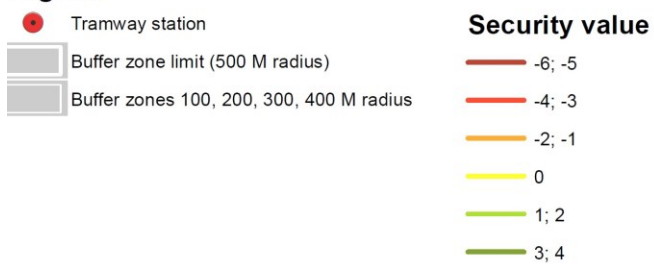 Tramway station
Buffer zone limit (500 M radius)
Buffer zones 100, 200, 300, 400 M radius
Security value
-6; -5
-4; -3
-2; -1
0
1; 2
3; 4